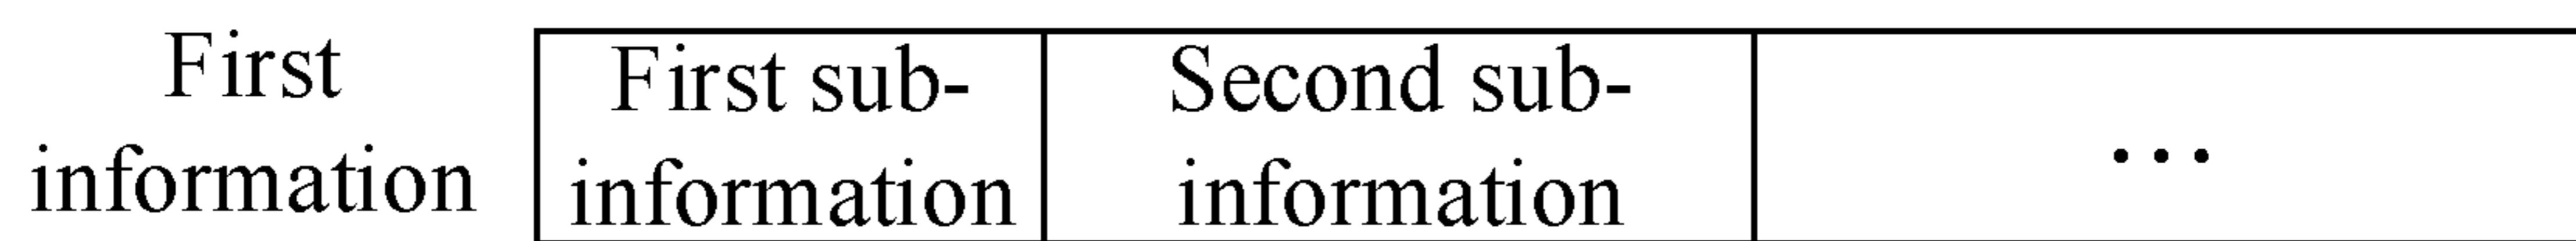 First
information
First sub-
information
Second sub-
information
...